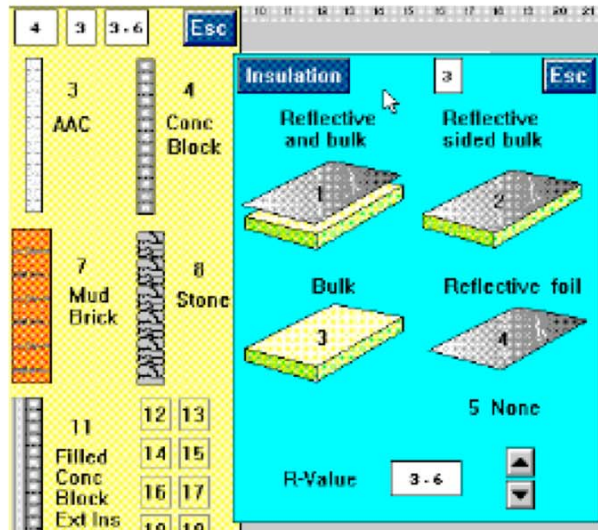 4 3 3-6 Esc
10 11 12 13 14 15 16 17 18 19 20 21
3
AAC
4
Conc
Block
7
Mud
Brick
8
Stone
11
Filled
Conc
Block
Ext Ins
12 13
14 15
16 17
18 19
Insulation 3 Esc
Reflective
and bulk
1
Reflective
sided bulk
2
Bulk
3
Reflective foil
4
5 None
R-Value 3-6